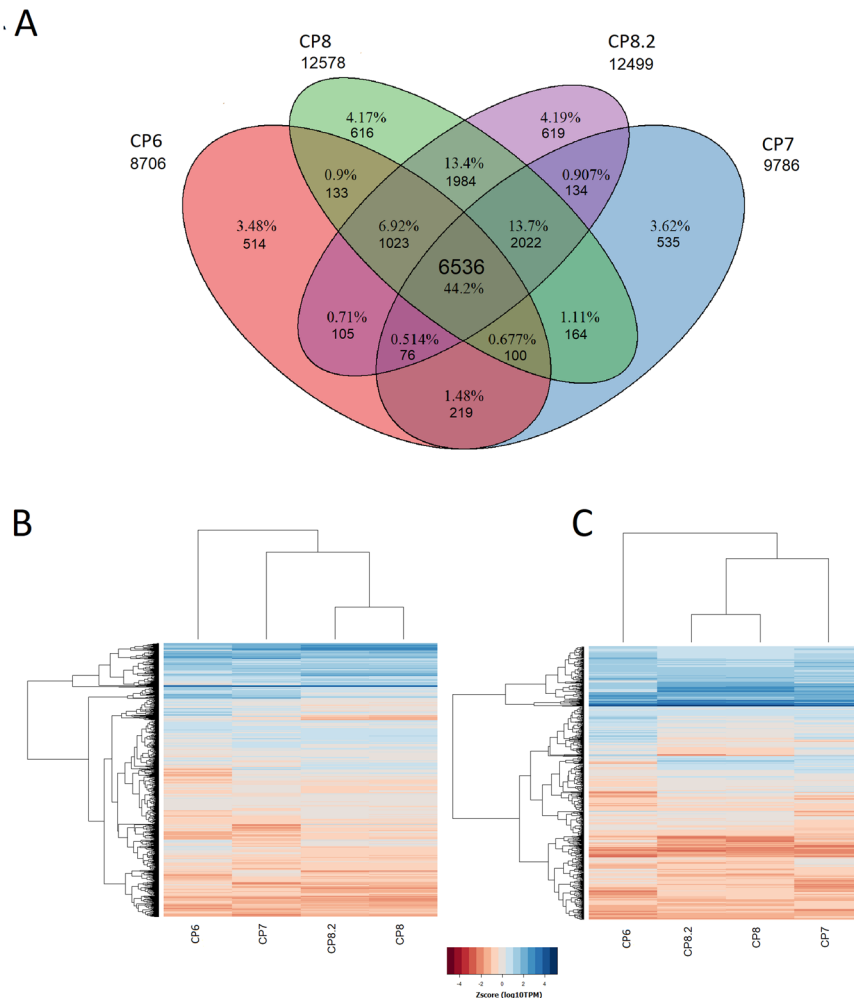 A
CP8
12578
CP8.2
12499
CP6
8706
CP7
9786
4.17%
616
4.19%
619
13.4%
1984
0.9%
133
0.907%
134
3.48%
514
6.92%
1023
13.7%
2022
3.62%
535
6536
44.2%
0.71%
105
0.514%
76
0.677%
100
1.11%
164
1.48%
219
B
C
CP6
CP7
CP8.2
CP8
CP6
CP8.2
CP8
CP7
-4 -2 0 2 4
Zscore (log10TPM)